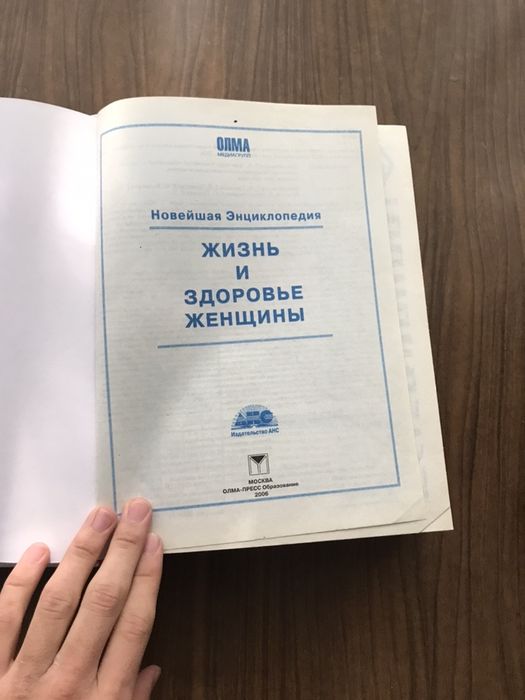 ОЛМА
МЕДИАГРУПП
Новейшая Энциклопедия
ЖИЗНЬ
И
ЗДОРОВЬЕ
ЖЕНЩИНЫ
АНС
Издательство АНС
МОСКВА
ОЛМА-ПРЕСС Образование
2006